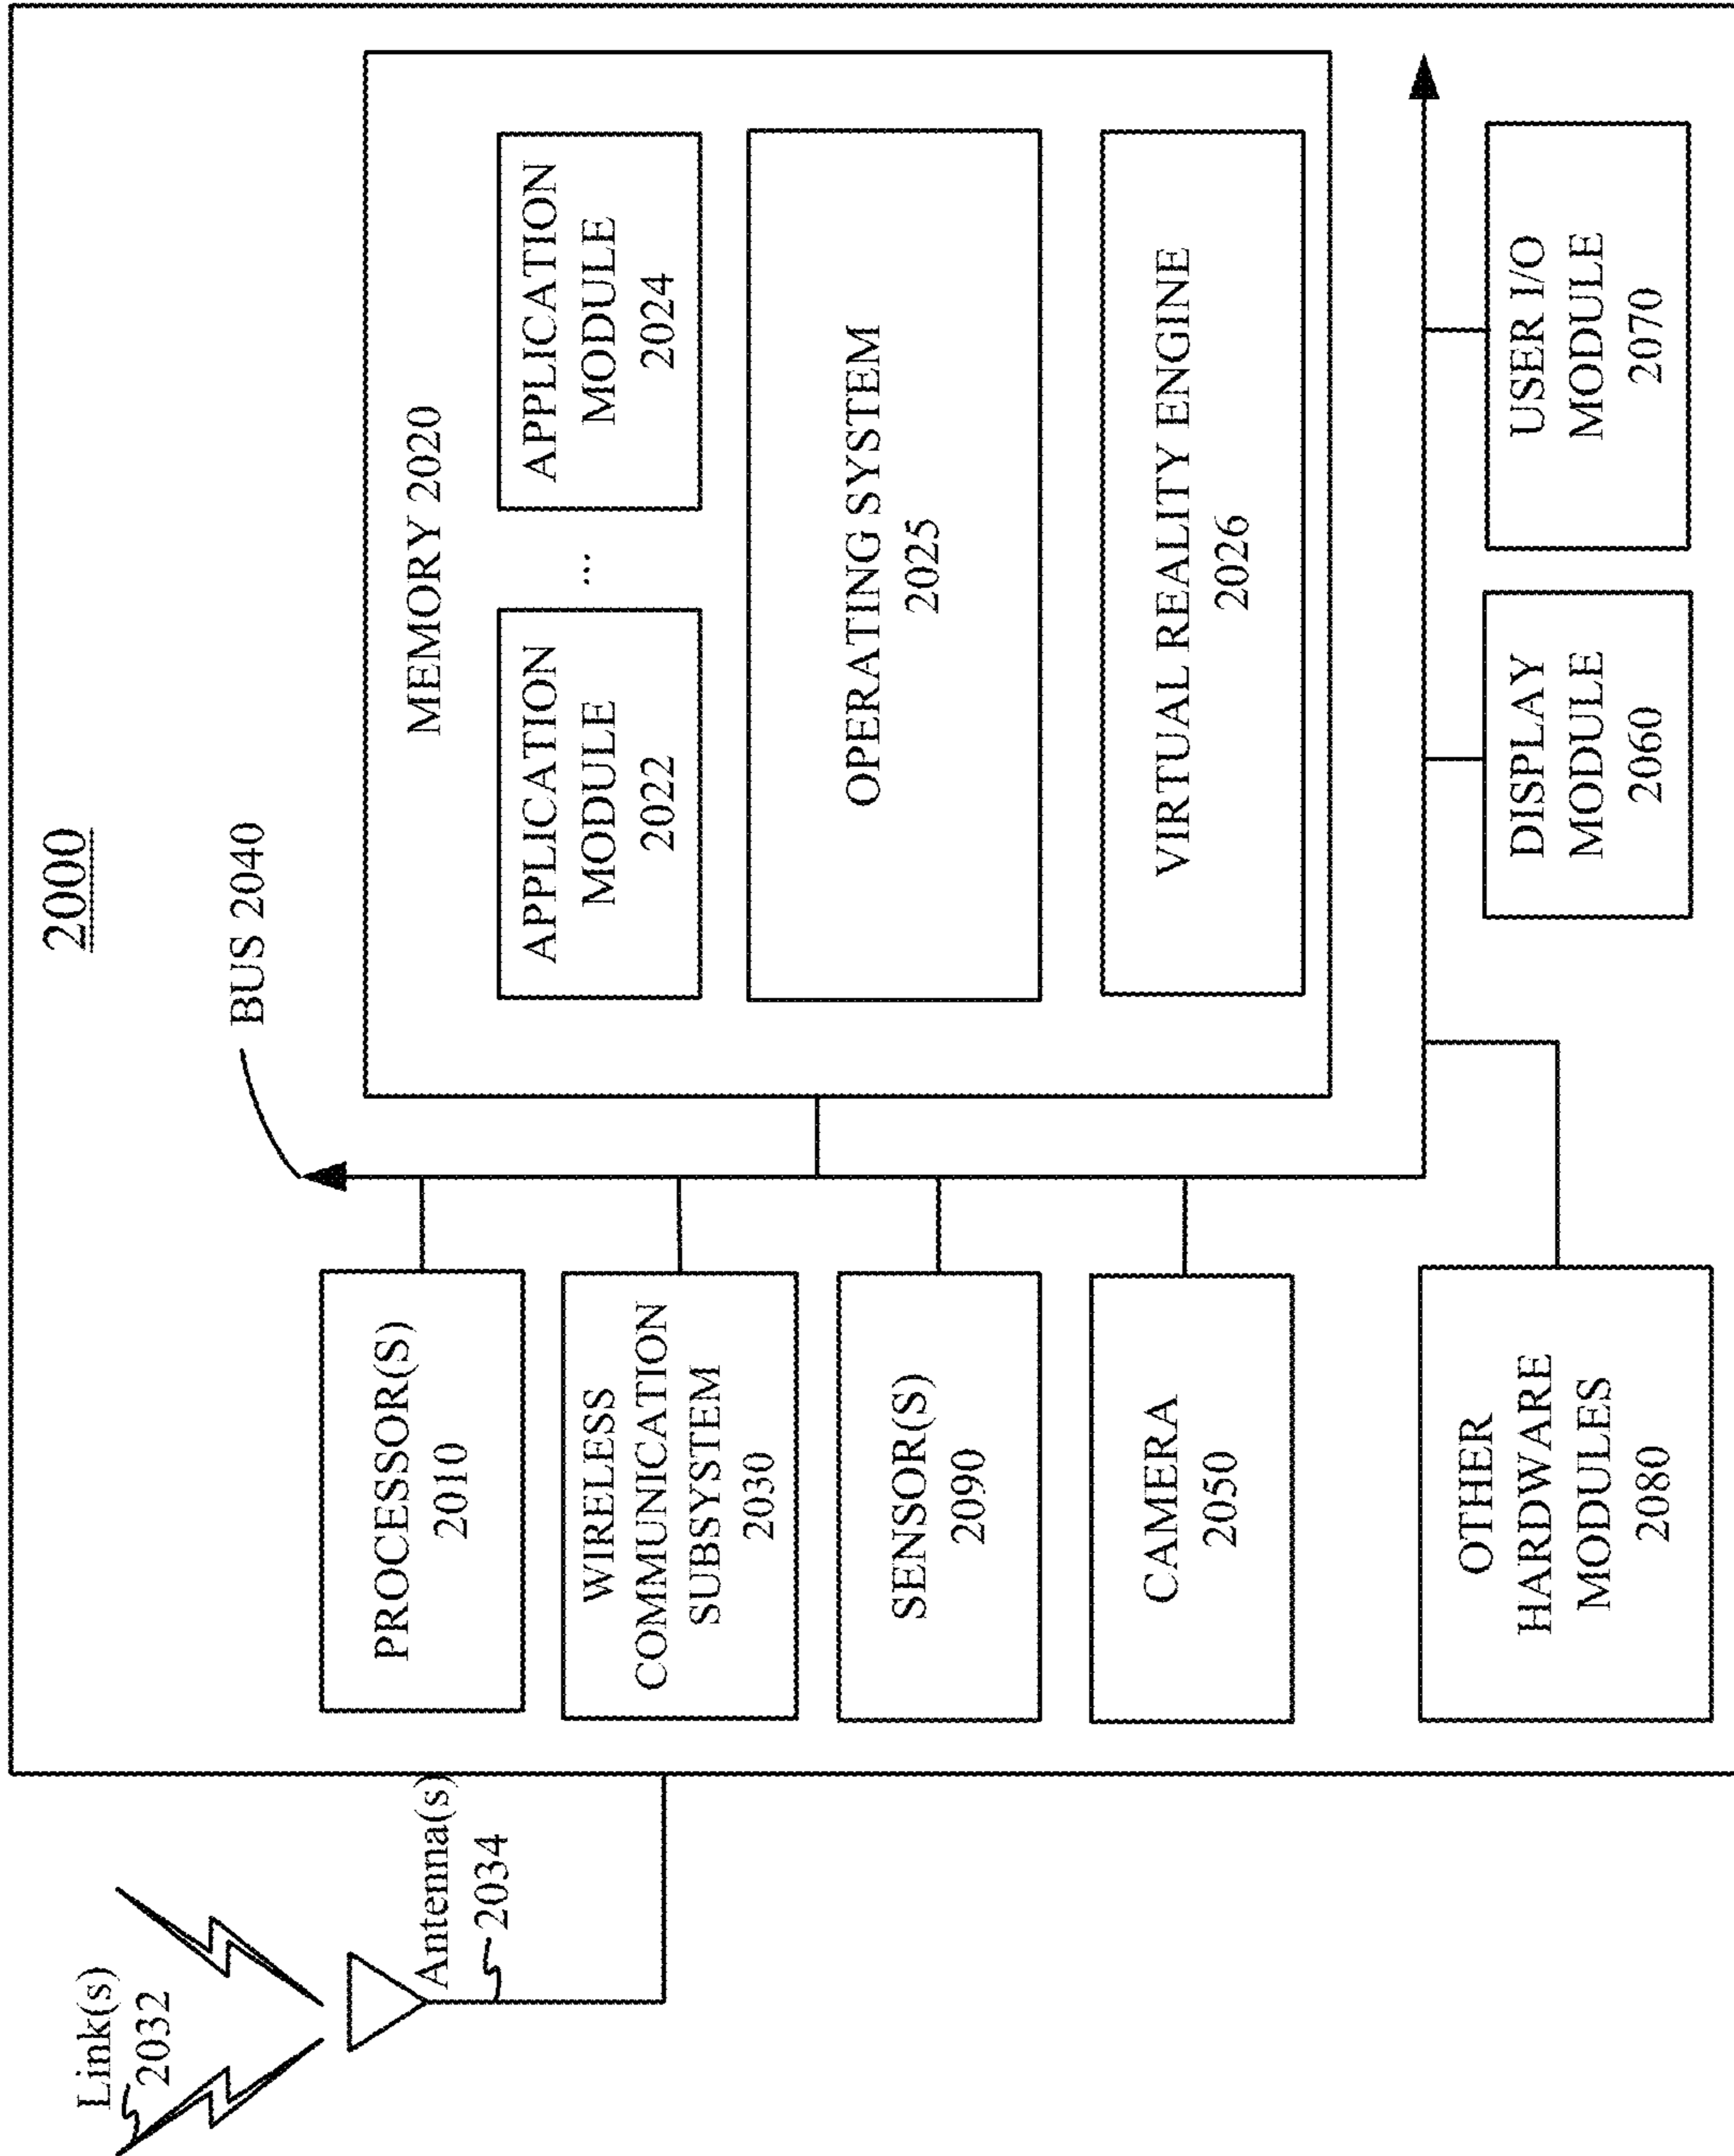 2000
Link(s)
2032
Antenna(s)
2034
BUS 2040
PROCESSOR(S)
2010
WIRELESS
COMMUNICATION
SUBSYSTEM
2030
SENSOR(S)
2090
CAMERA
2050
OTHER
HARDWARE
MODULES
2080
MEMORY 2020
APPLICATION
MODULE
2022
...
APPLICATION
MODULE
2024
OPERATING SYSTEM
2025
VIRTUAL REALITY ENGINE
2026
DISPLAY
MODULE
2060
USER I/O
MODULE
2070